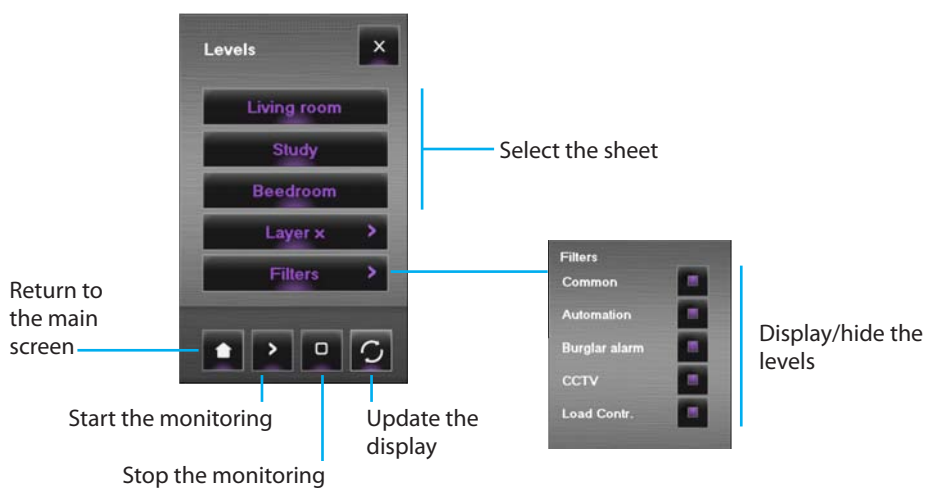 Levels
X
Living room
Study
Beedroom
Layer x >
Filters >
Select the sheet
Filters
Common
Automation
Burglar alarm
CCTV
Load Contr.
Display/hide the
levels
Return to
the main
screen
Start the monitoring
Stop the monitoring
Update the
display